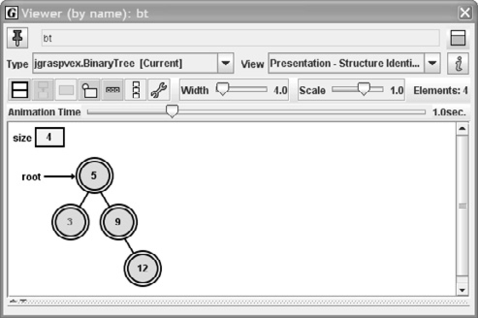 G Viewer (by name): bt
bt
Type jgraspvex.BinaryTree [Current] View Presentation - Structure Identi...
Width 4.0 Scale 1.0 Elements: 4
Animation Time 1.0sec.
size 4
root 5
3 9
12